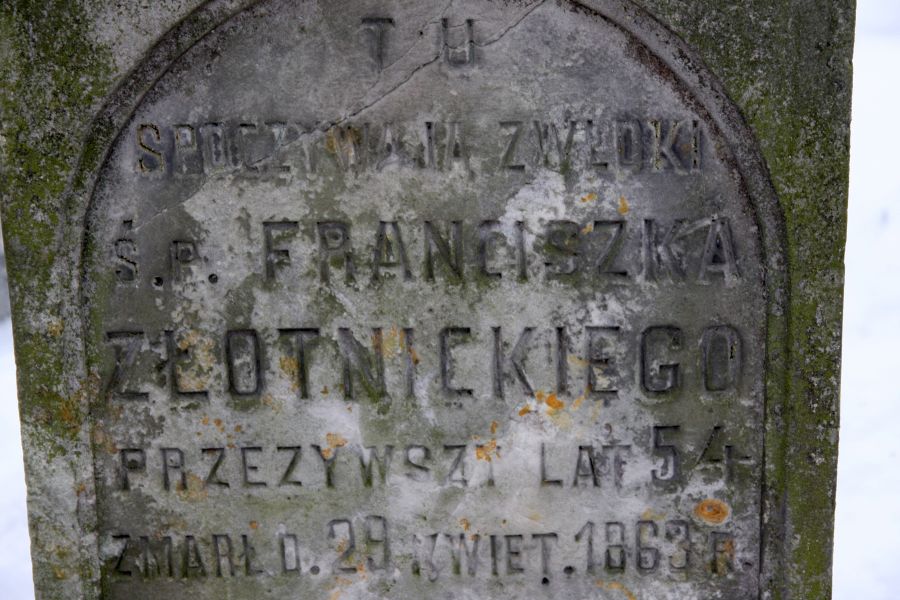 TU
SPOCZYWAJĄ ZWŁOKI
Ś.P. FRANCISZKA
ZŁOTNICKIEGO
PRZEŻYWSZY LAT 54
ZMARŁ D. 29 KWIET. 1863 R.